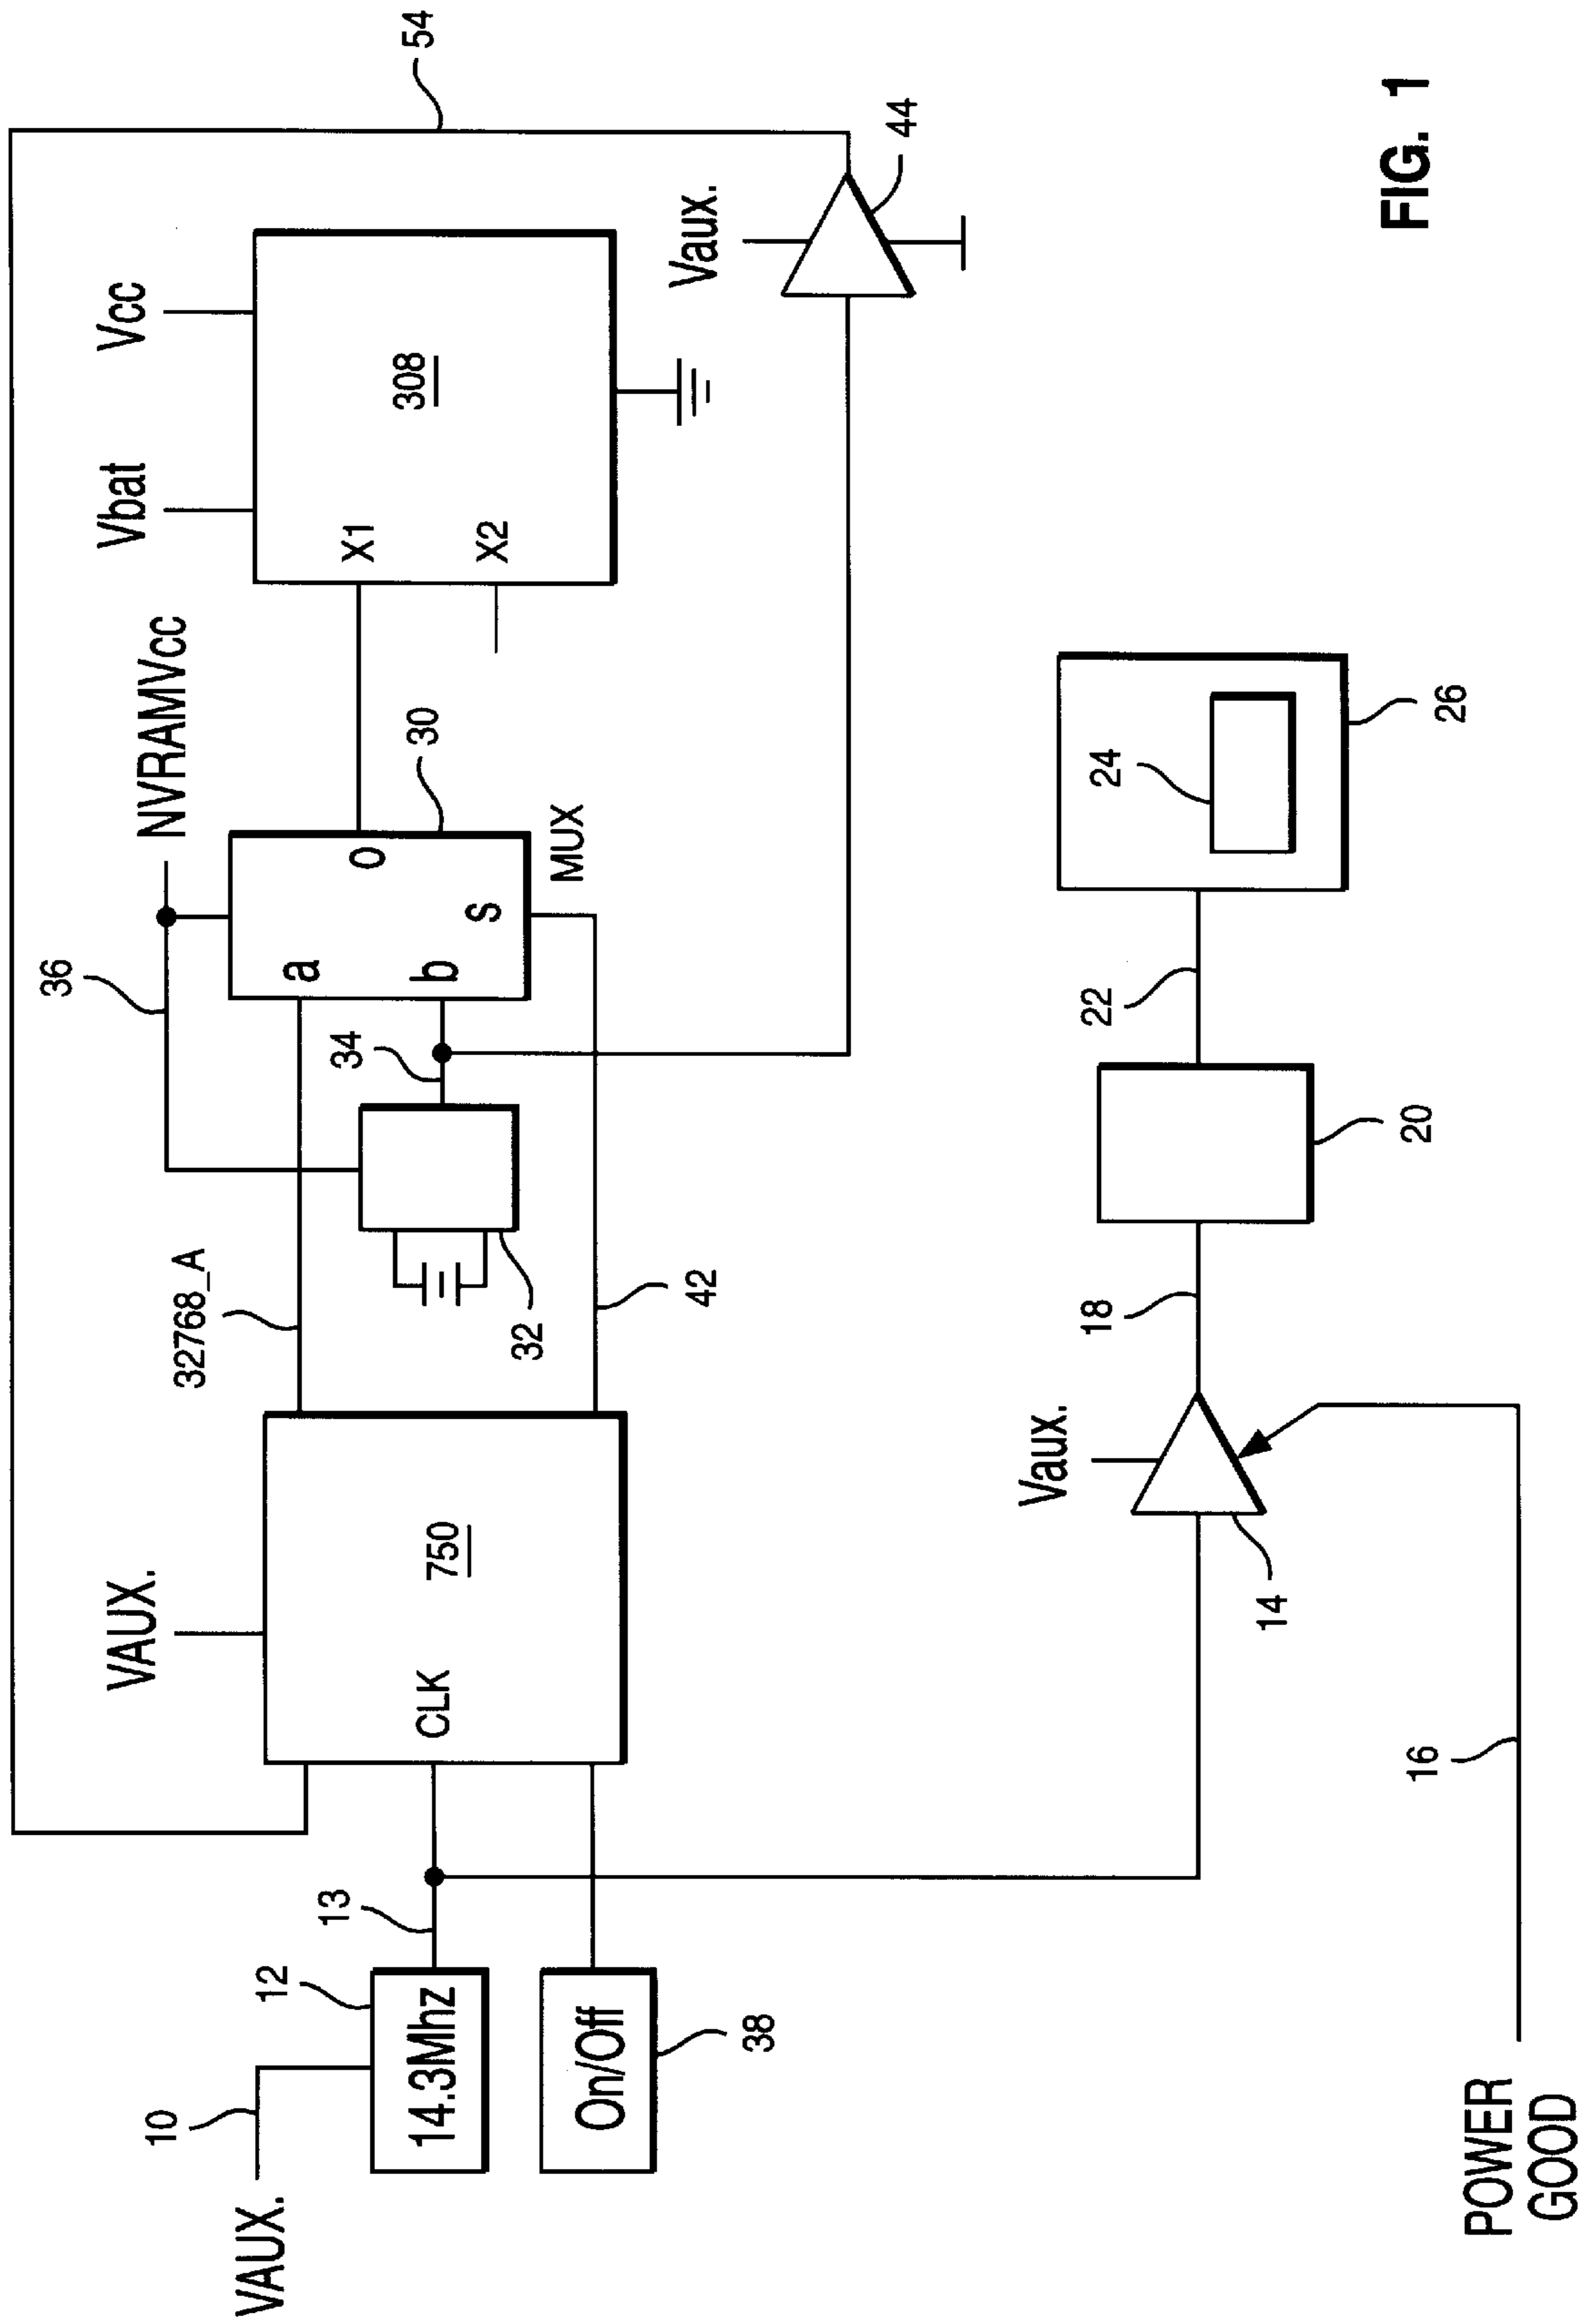 54
Vcc
Vbat
308
X1
X2
Vaux.
44
NVRAMVcc
36
a
b
O
S
30
MUX
34
32768_A
32
42
VAUX.
750
CLK
13
12
14.3Mhz
10
VAUX.
On/Off
38
Vaux.
14
18
20
22
24
26
16
POWER
GOOD
FIG. 1